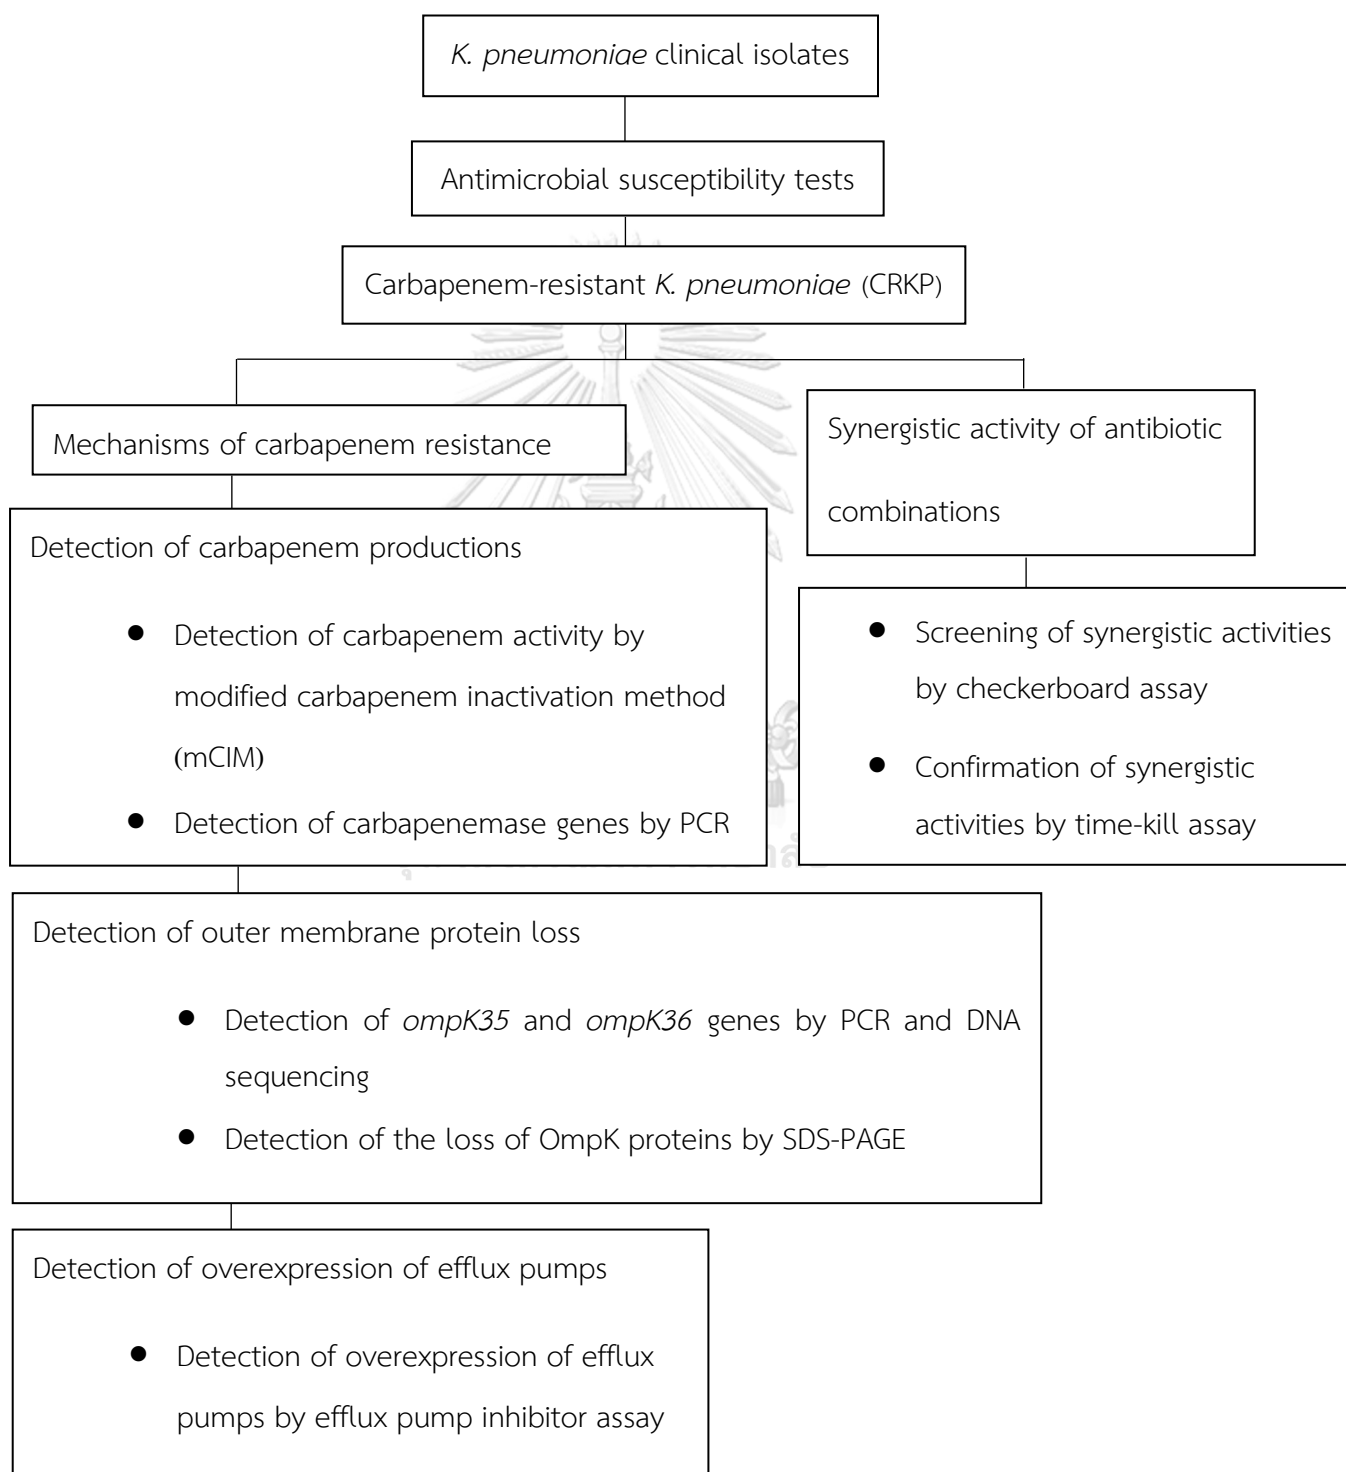 K. pneumoniae clinical isolates
Antimicrobial susceptibility tests
Carbapenem-resistant K. pneumoniae (CRKP)
Mechanisms of carbapenem resistance
Detection of carbapenem productions
● Detection of carbapenem activity by
modified carbapenem inactivation method
(mCIM)
● Detection of carbapenemase genes by PCR
Detection of outer membrane protein loss
● Detection of ompK35 and ompK36 genes by PCR and DNA
sequencing
● Detection of the loss of OmpK proteins by SDS-PAGE
Detection of overexpression of efflux pumps
● Detection of overexpression of efflux
pumps by efflux pump inhibitor assay
Synergistic activity of antibiotic
combinations
● Screening of synergistic activities
by checkerboard assay
● Confirmation of synergistic
activities by time-kill assay